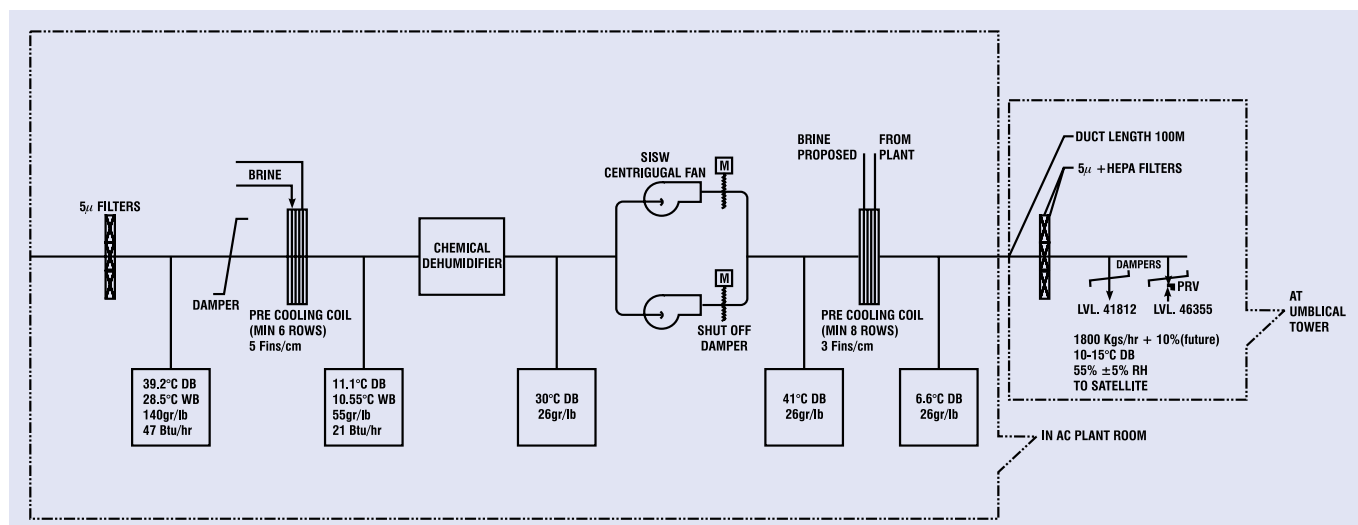 5μ FILTERS
DAMPER
BRINE
PRE COOLING COIL
(MIN 6 ROWS)
5 Fins/cm
CHEMICAL
DEHUMIDIFIER
SISW
CENTRIGUGAL FAN
M
M
SHUT OFF
DAMPER
BRINE
PROPOSED
FROM
PLANT
PRE COOLING COIL
(MIN 8 ROWS)
3 Fins/cm
DUCT LENGTH 100M
5μ +HEPA FILTERS
DAMPERS
PRV
LVL. 41812
LVL. 46355
1800 Kgs/hr + 10%(future)
10-15°C DB
55% ±5% RH
TO SATELLITE
AT
UMBLICAL
TOWER
39.2°C DB
28.5°C WB
140gr/lb
47 Btu/hr
11.1°C DB
10.55°C WB
55gr/lb
21 Btu/hr
30°C DB
26gr/lb
41°C DB
26gr/lb
6.6°C DB
26gr/lb
IN AC PLANT ROOM